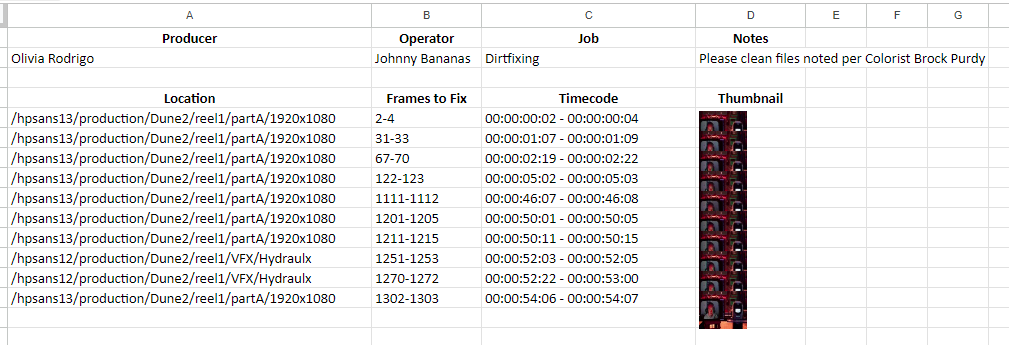 A B C D E F G
Producer Operator Job Notes
Olivia Rodrigo Johnny Bananas Dirtfixing Please clean files noted per Colorist Brock Purdy
Location Frames to Fix Timecode Thumbnail
/hpsans13/production/Dune2/reel1/partA/1920x1080 2-4 00:00:00:02 - 00:00:00:04
/hpsans13/production/Dune2/reel1/partA/1920x1080 31-33 00:00:01:07 - 00:00:01:09
/hpsans13/production/Dune2/reel1/partA/1920x1080 67-70 00:00:02:19 - 00:00:02:22
/hpsans13/production/Dune2/reel1/partA/1920x1080 122-123 00:00:05:02 - 00:00:05:03
/hpsans13/production/Dune2/reel1/partA/1920x1080 1111-1112 00:00:46:07 - 00:00:46:08
/hpsans13/production/Dune2/reel1/partA/1920x1080 1201-1205 00:00:50:01 - 00:00:50:05
/hpsans13/production/Dune2/reel1/partA/1920x1080 1211-1215 00:00:50:11 - 00:00:50:15
/hpsans12/production/Dune2/reel1/VFX/Hydraulx 1251-1253 00:00:52:03 - 00:00:52:05
/hpsans12/production/Dune2/reel1/VFX/Hydraulx 1270-1272 00:00:52:22 - 00:00:53:00
/hpsans13/production/Dune2/reel1/partA/1920x1080 1302-1303 00:00:54:06 - 00:00:54:07